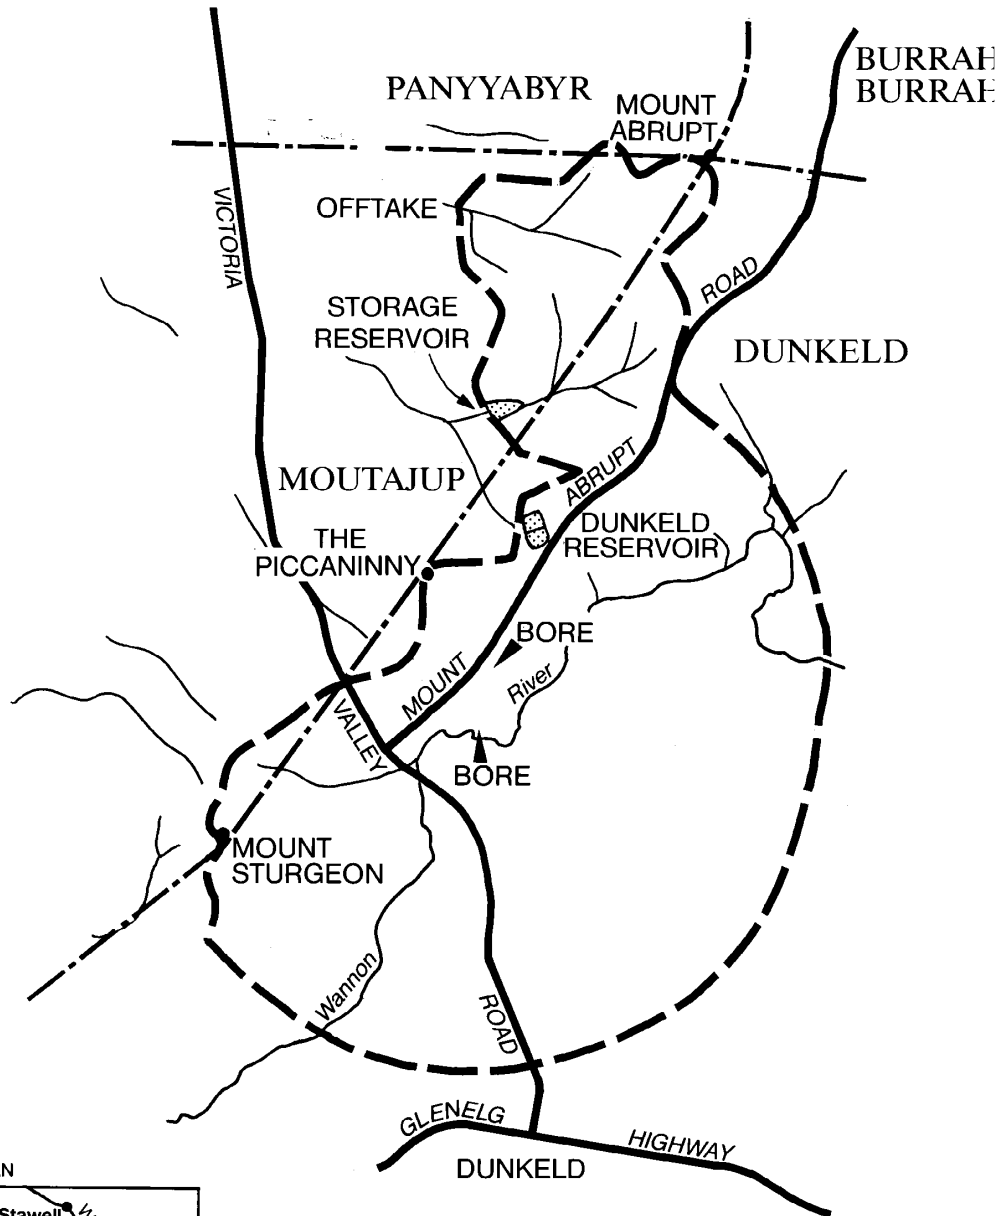 BURRAH
BURRAH
PANYYABYR
MOUNT
ABRUPT
VICTORIA
OFFTAKE
ROAD
STORAGE
RESERVOIR
DUNKELD
MOUTAJUP
ABRUPT
THE
PICCANINNY
DUNKELD
RESERVOIR
BORE
MOUNT
River
VALLEY
BORE
MOUNT
STURGEON
Wannon
ROAD
GLENELG
HIGHWAY
DUNKELD
Stawell